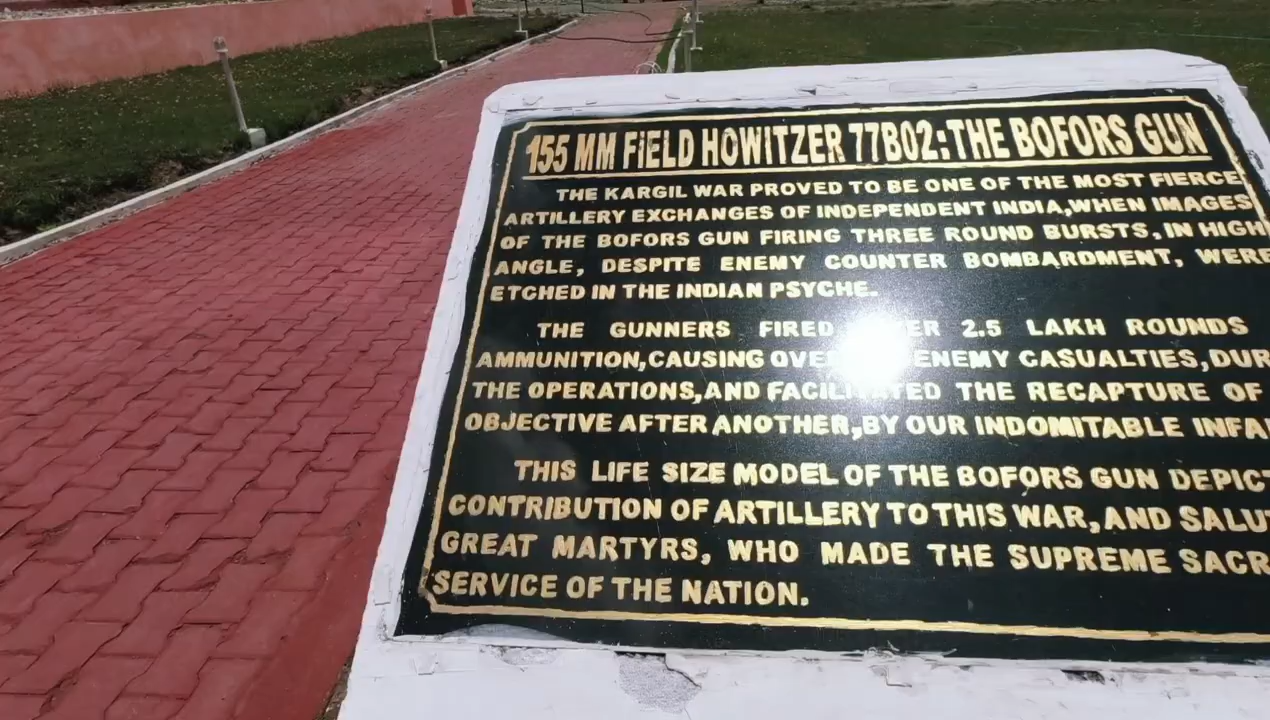 155 MM FIELD HOWITZER 77B02:THE BOFORS GUN
THE KARGIL WAR PROVED TO BE ONE OF THE MOST FIERCE
ARTILLERY EXCHANGES OF INDEPENDENT INDIA,WHEN IMAGES
OF THE BOFORS GUN FIRING THREE ROUND BURSTS, IN HIGH
ANGLE, DESPITE ENEMY COUNTER BOMBARDMENT, WERE
ETCHED IN THE INDIAN PSYCHE.
THE GUNNERS FIRED 2.5 LAKH ROUNDS
AMMUNITION,CAUSING ENEMY CASUALTIES,
THE OPERATIONS,AND FACILITATED THE RECAPTURE OF
OBJECTIVE AFTER ANOTHER,BY OUR INDOMITABLE
THIS LIFE SIZE MODEL OF THE BOFORS GUN
CONTRIBUTION OF ARTILLERY TO THIS WAR,AND
GREAT MARTYRS, WHO MADE THE SUPREME
SERVICE OF THE NATION.